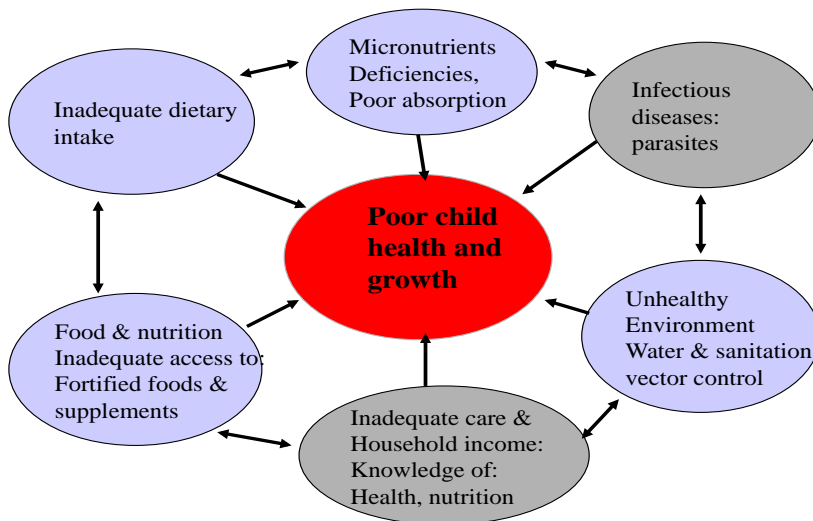 Micronutrients
Deficiencies,
Poor absorption
Inadequate dietary
intake
Infectious
diseases:
parasites
Poor child
health and
growth
Food & nutrition
Inadequate access to:
Fortified foods &
supplements
Unhealthy
Environment
Water & sanitation
vector control
Inadequate care &
Household income:
Knowledge of:
Health, nutrition